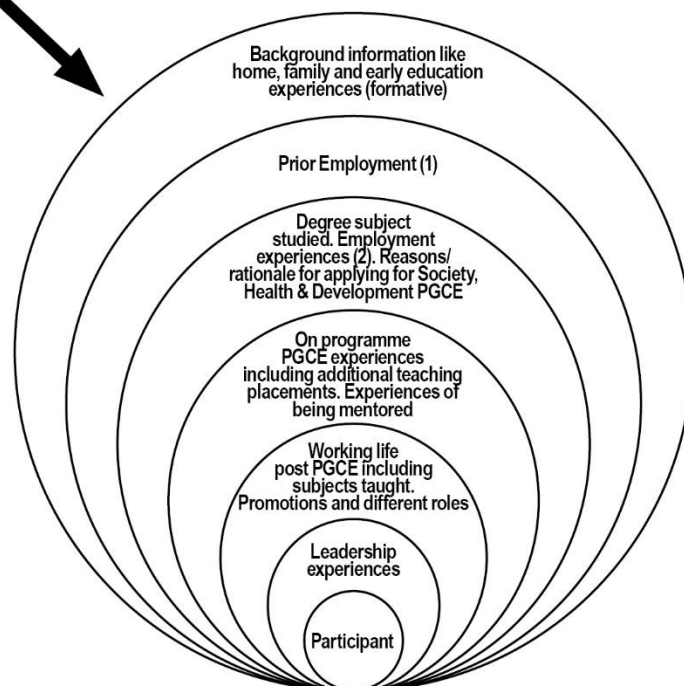 Background information like
home, family and early education
experiences (formative)
Prior Employment (1)
Degree subject
studied. Employment
experiences (2). Reasons/
rationale for applying for Society,
Health & Development PGCE
On programme
PGCE experiences
including additional teaching
placements. Experiences of
being mentored
Working life
post PGCE including
subjects taught.
Promotions and different roles
Leadership
experiences
Participant